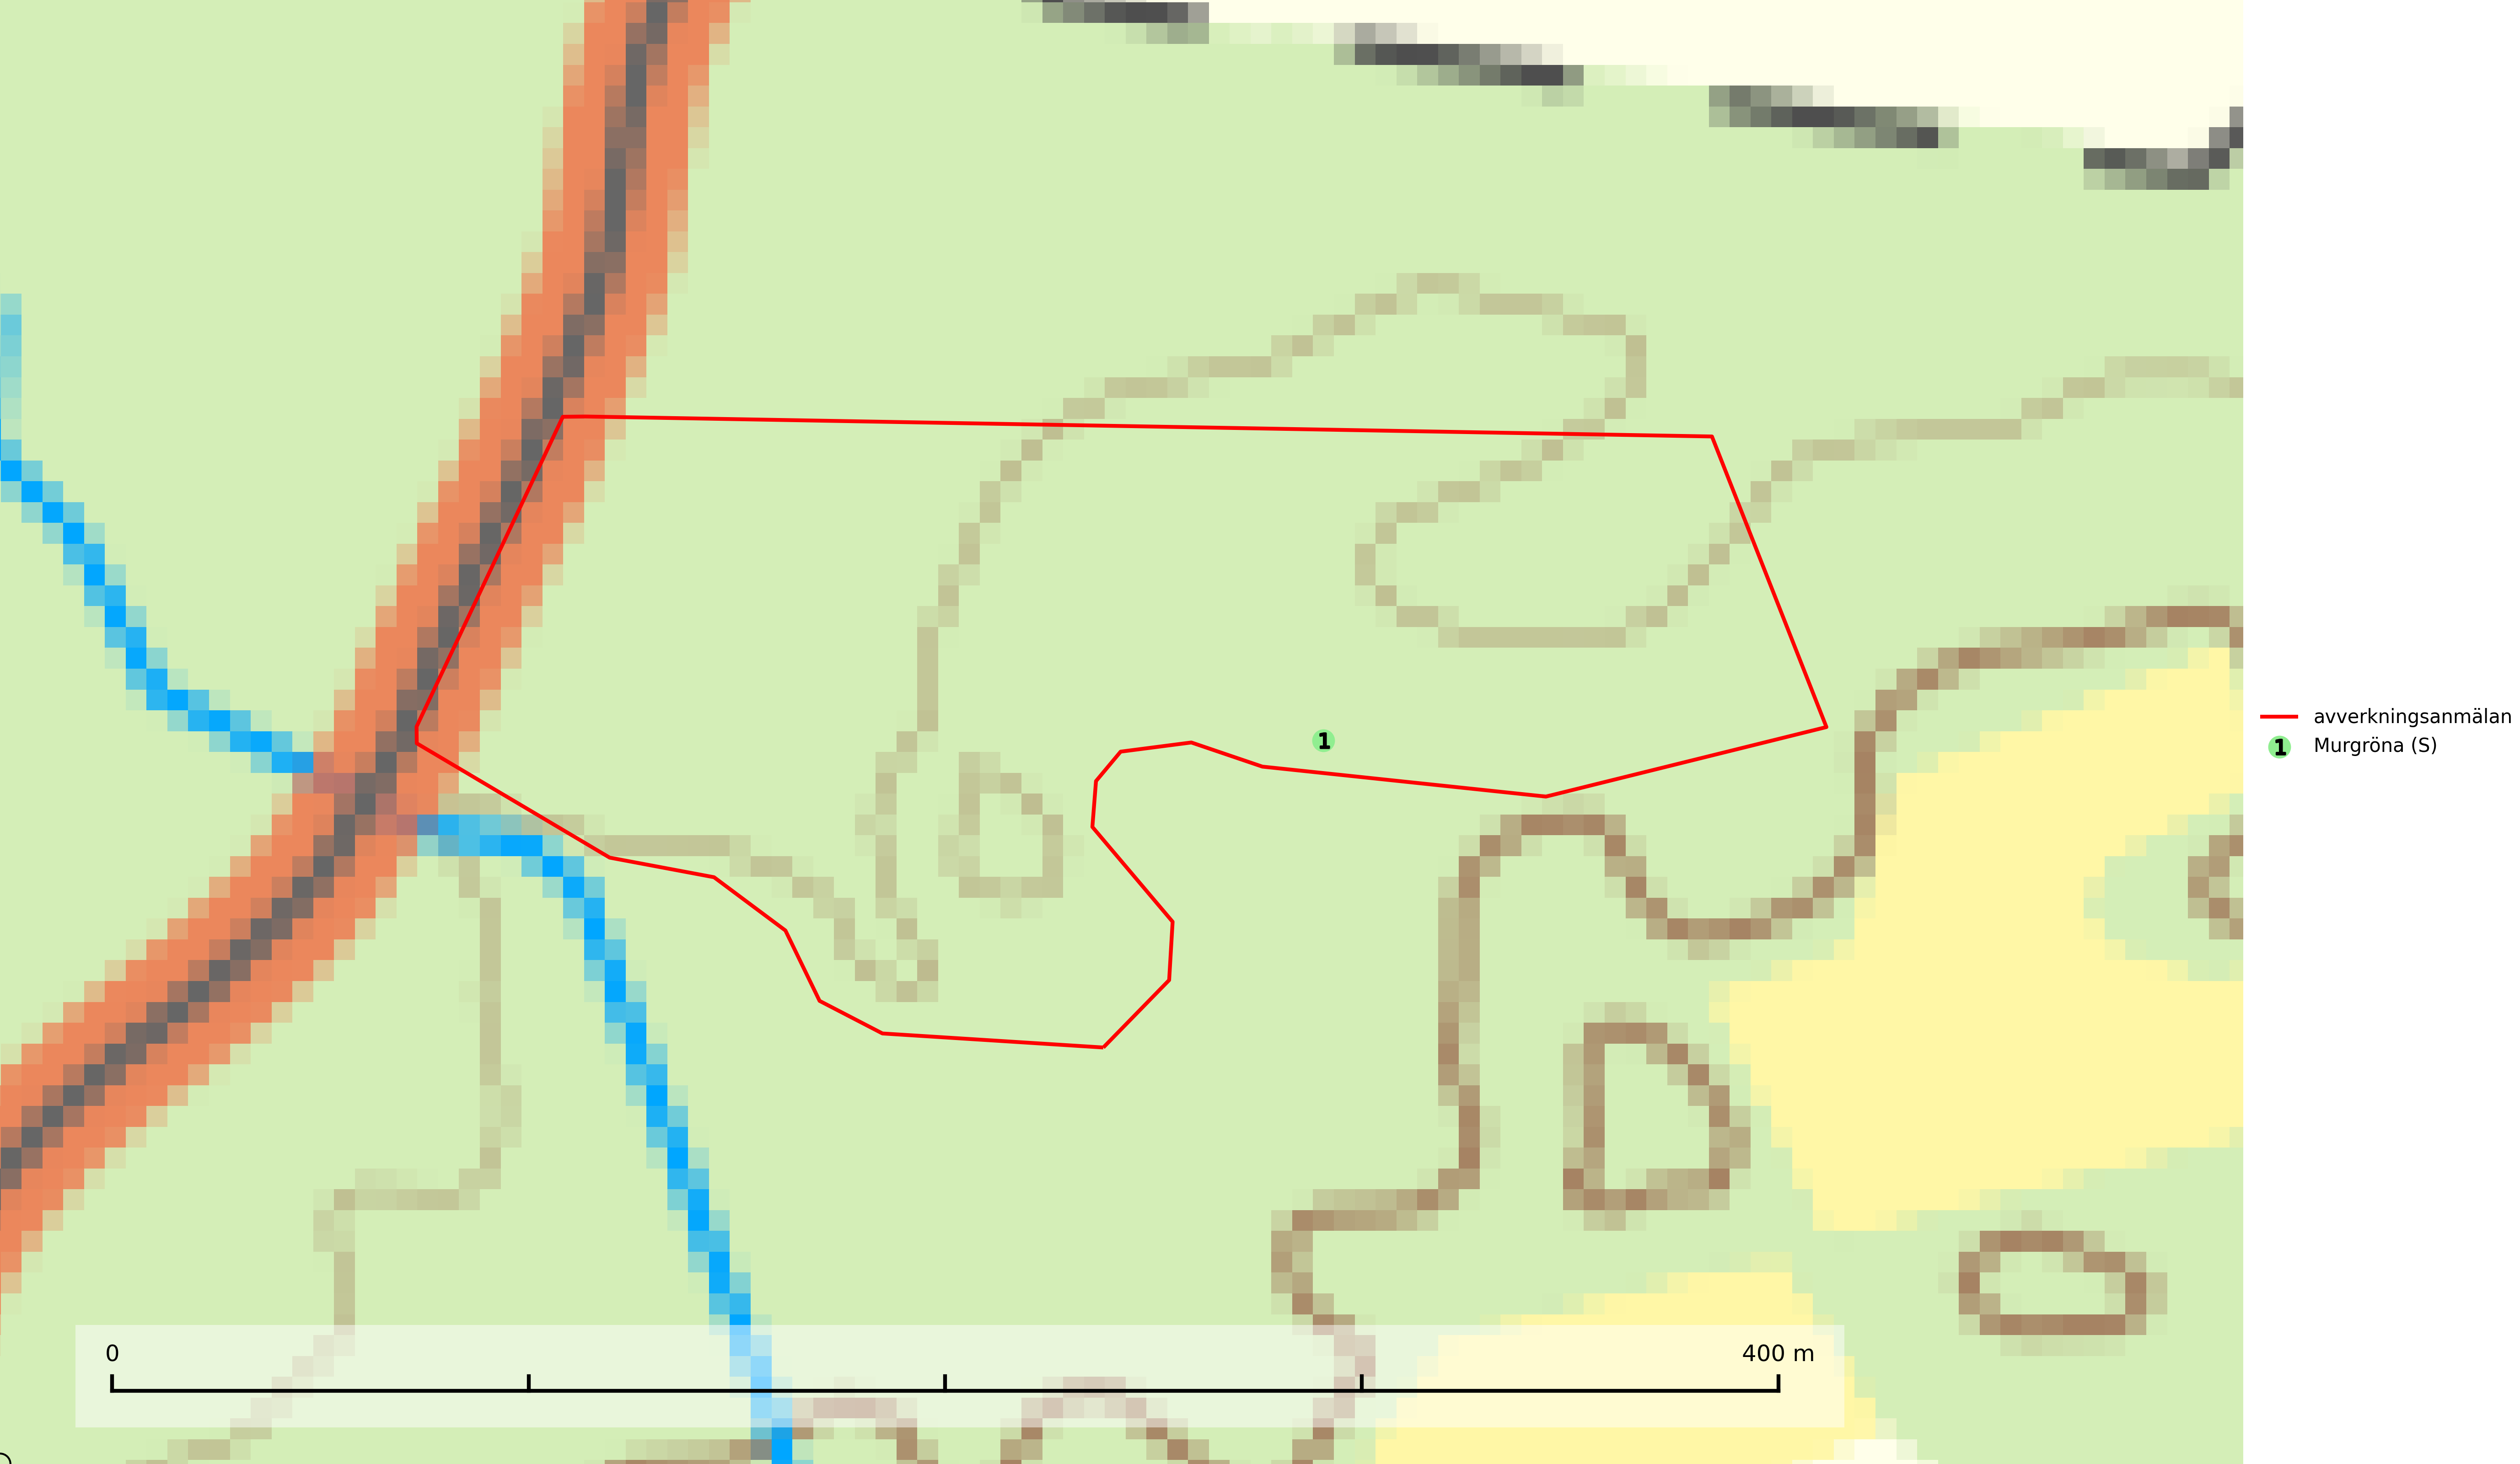 avverkningsanmälan
1 Murgröna (S)
1
0 400 m